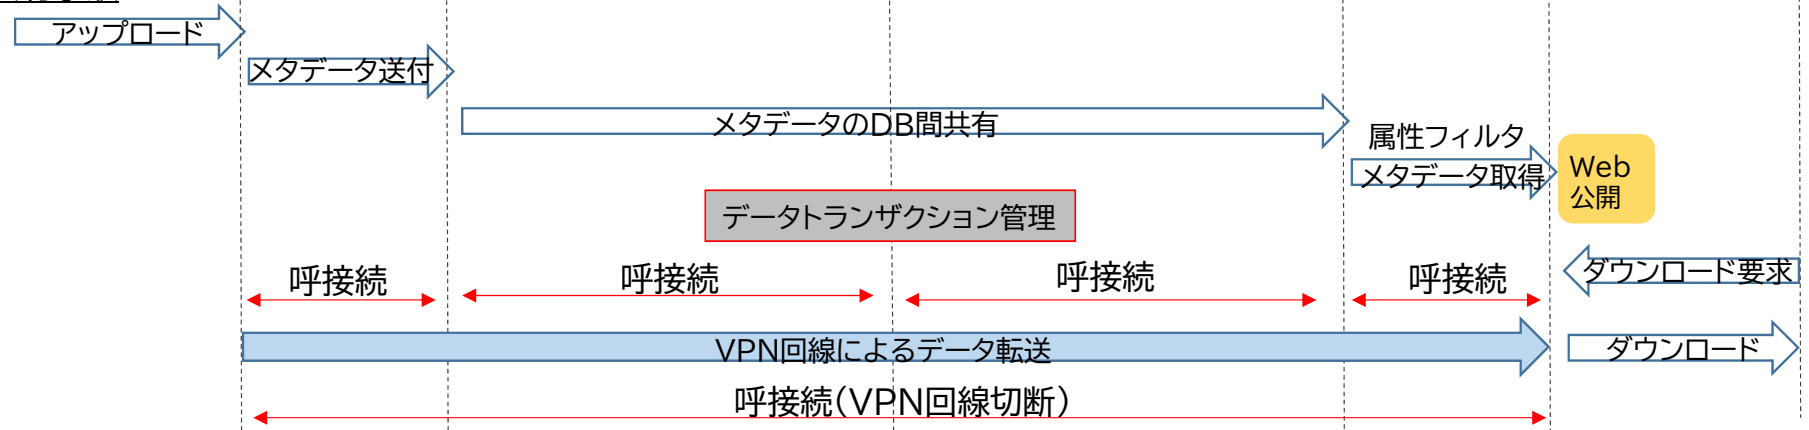 アップロード
メタデータ送付
メタデータのDB間共有
属性フィルタ
メタデータ取得
Web
公開
データトランザクション管理
呼接続
呼接続
呼接続
呼接続
ダウンロード要求
VPN回線によるデータ転送
ダウンロード
呼接続(VPN回線切断)